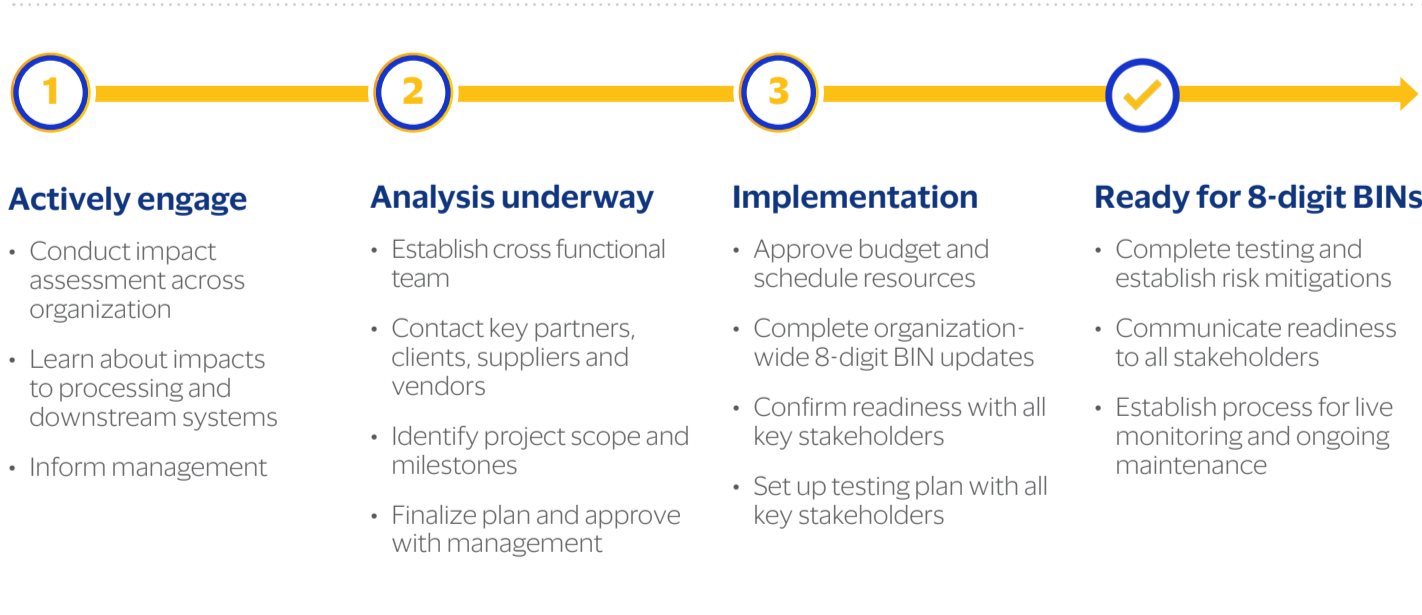 1
2
3
Actively engage
• Conduct impact
assessment across
organization
• Learn about impacts
to processing and
downstream systems
• Inform management
Analysis underway
• Establish cross functional
team
• Contact key partners,
clients, suppliers and
vendors
• Identify project scope and
milestones
• Finalize plan and approve
with management
Implementation
• Approve budget and
schedule resources
• Complete organization-
wide 8-digit BIN updates
• Confirm readiness with all
key stakeholders
• Set up testing plan with all
key stakeholders
Ready for 8-digit BINs
• Complete testing and
establish risk mitigations
• Communicate readiness
to all stakeholders
• Establish process for live
monitoring and ongoing
maintenance